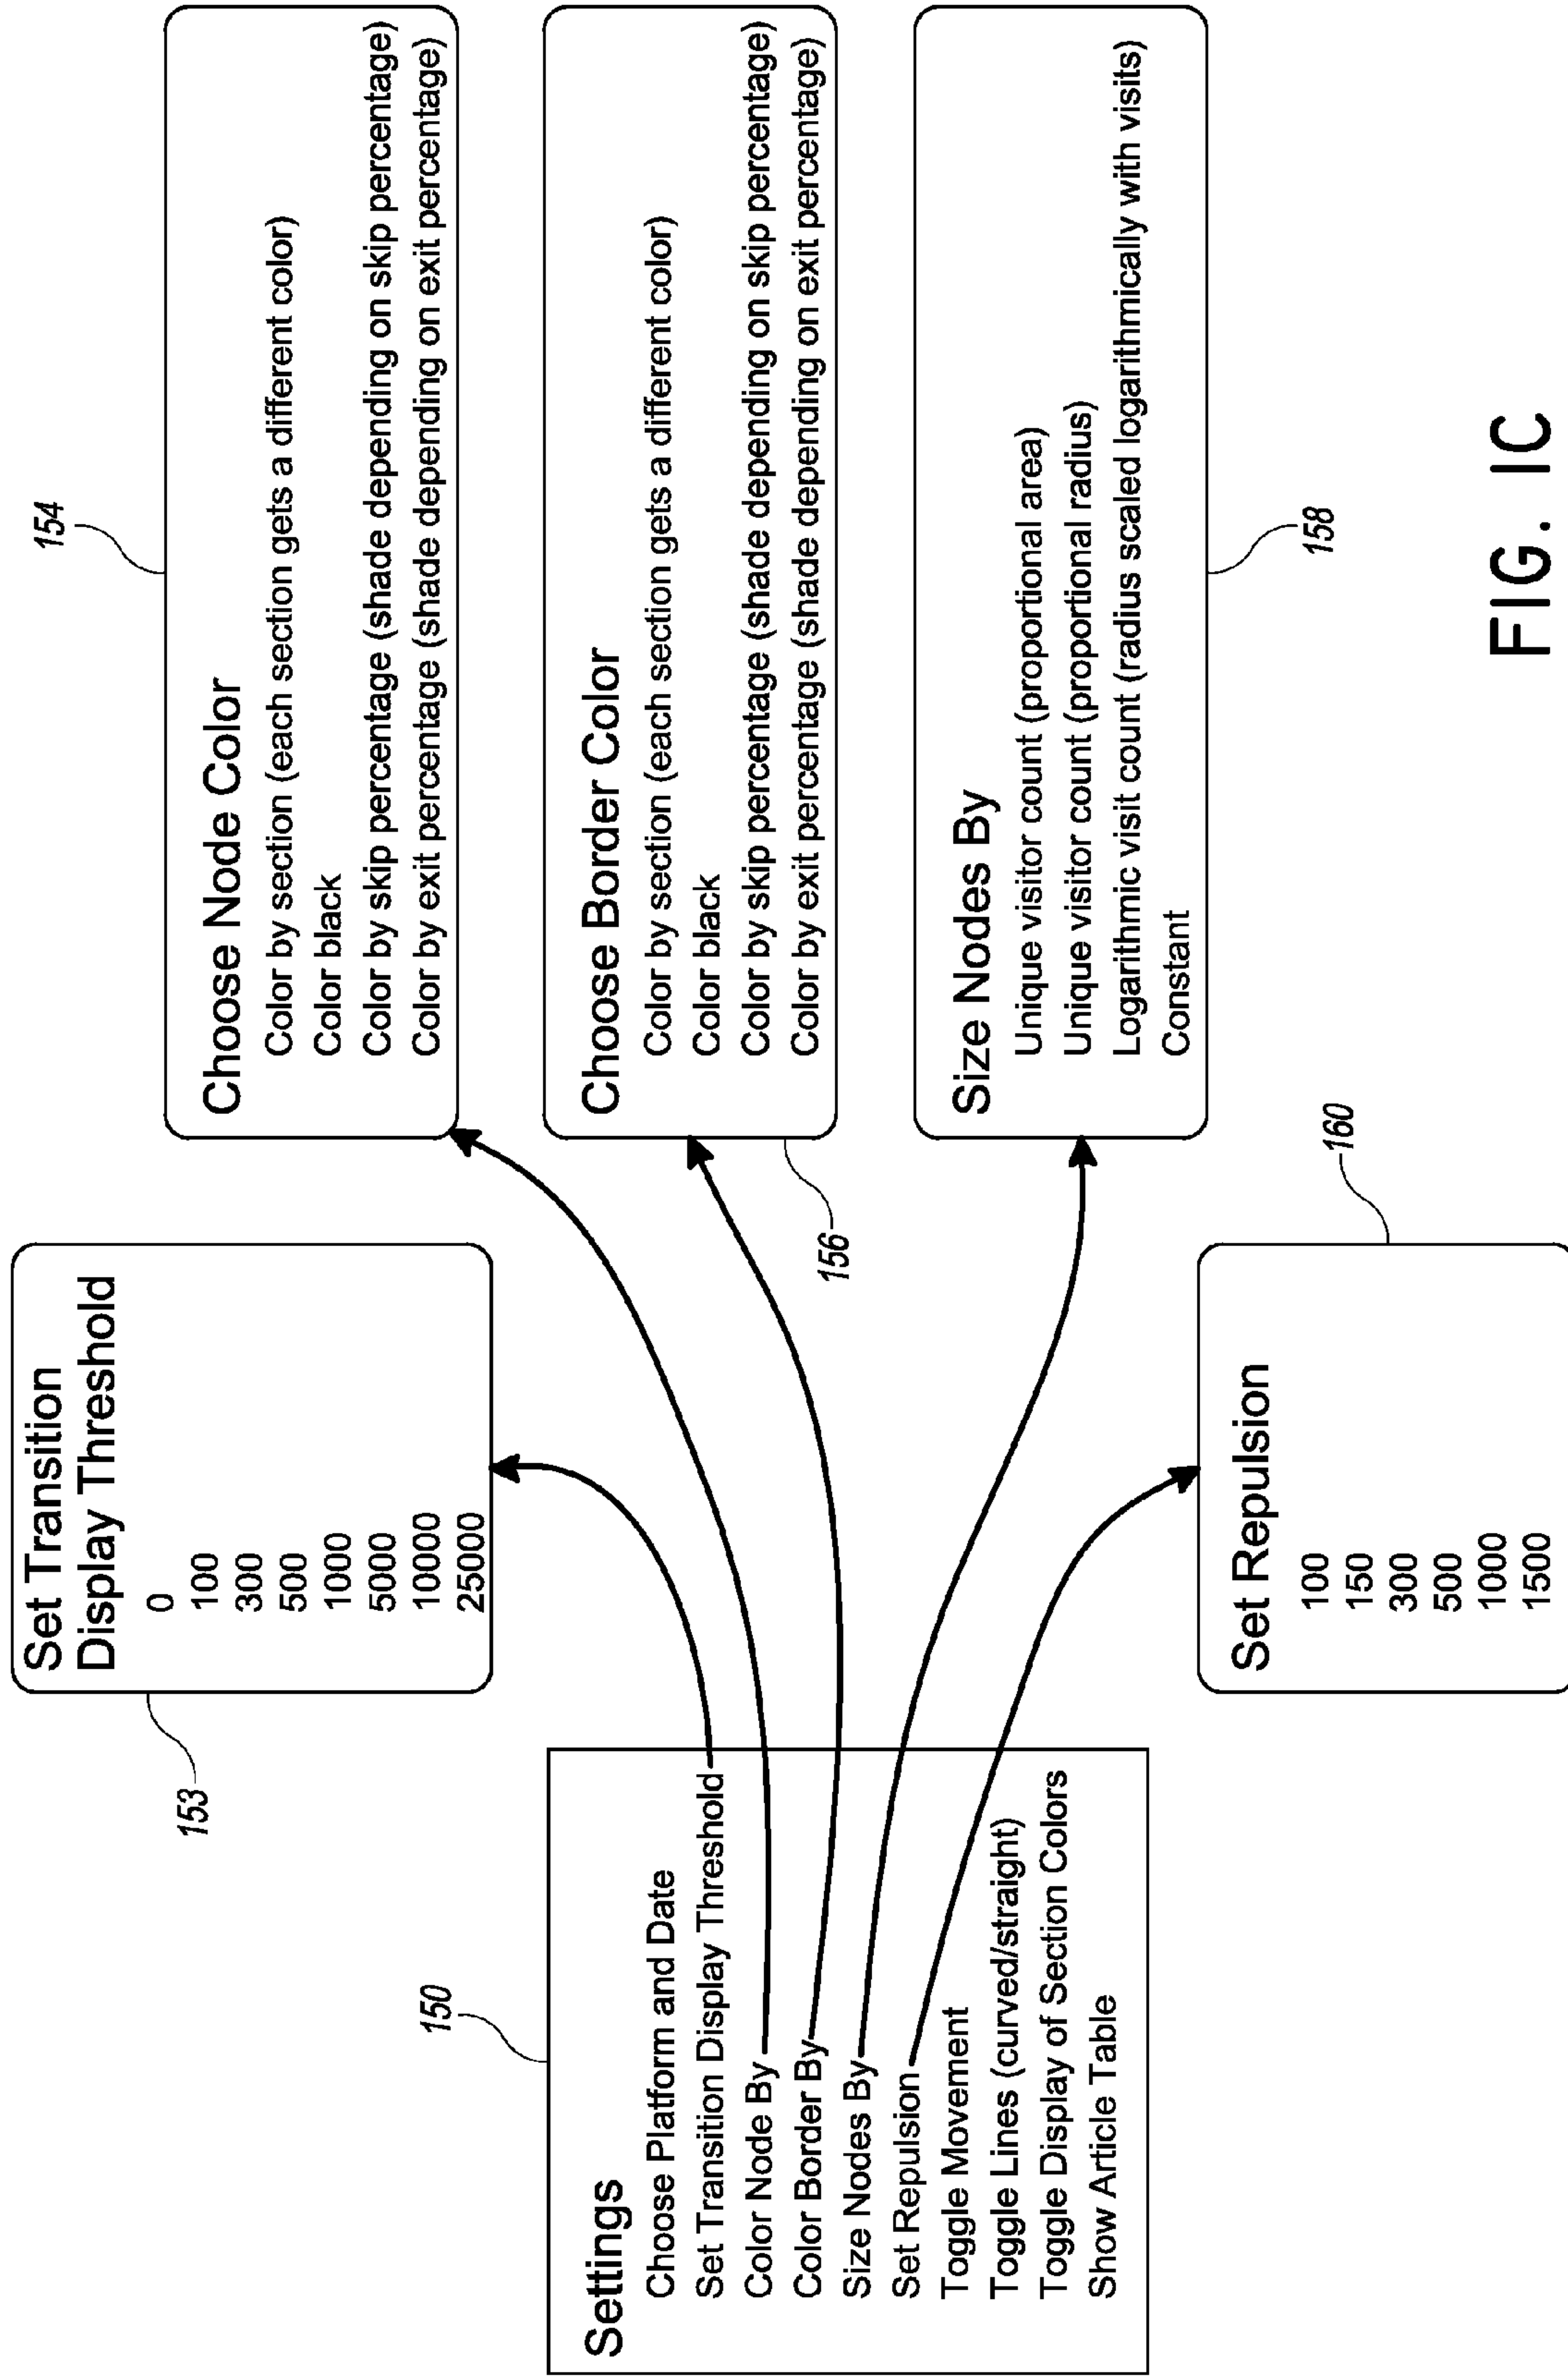 153
Set Transition
Display Threshold
0
100
300
500
1000
5000
10000
25000
154
Choose Node Color
Color by section (each section gets a different color)
Color black
Color by skip percentage (shade depending on skip percentage)
Color by exit percentage (shade depending on exit percentage)
150
Settings
Choose Platform and Date
Set Transition Display Threshold
Color Node By
Color Border By
Size Nodes By
Set Repulsion
Toggle Movement
Toggle Lines (curved/straight)
Toggle Display of Section Colors
Show Article Table
156
Choose Border Color
Color by section (each section gets a different color)
Color black
Color by skip percentage (shade depending on skip percentage)
Color by exit percentage (shade depending on exit percentage)
Size Nodes By
Unique visitor count (proportional area)
Unique visitor count (proportional radius)
Logarithmic visit count (radius scaled logarithmically with visits)
Constant
158
160
Set Repulsion
100
150
300
500
1000
1500
FIG. 1C